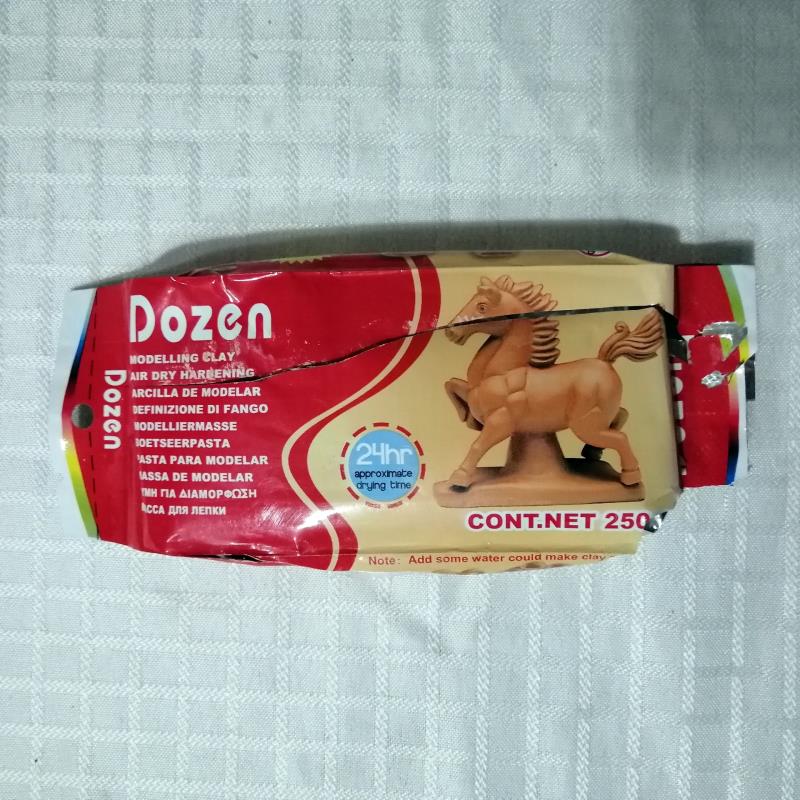 Dozen
MODELLING CLAY
AIR DRY HARDENING
ARCILLA DE MODELAR
DEFINIZIONE DI FANGO
MODELLIERMASSE
BOETSEERPASTA
PASTA PARA MODELAR
MASSA DE MODELAR
ΓΙΑ ΔΙΑΜΟΡΦΩΣΗ
ДЛЯ ЛЕПКИ
Dozen
24hr
approximate
drying time
CONT.NET 250
Note: Add some water could make clay